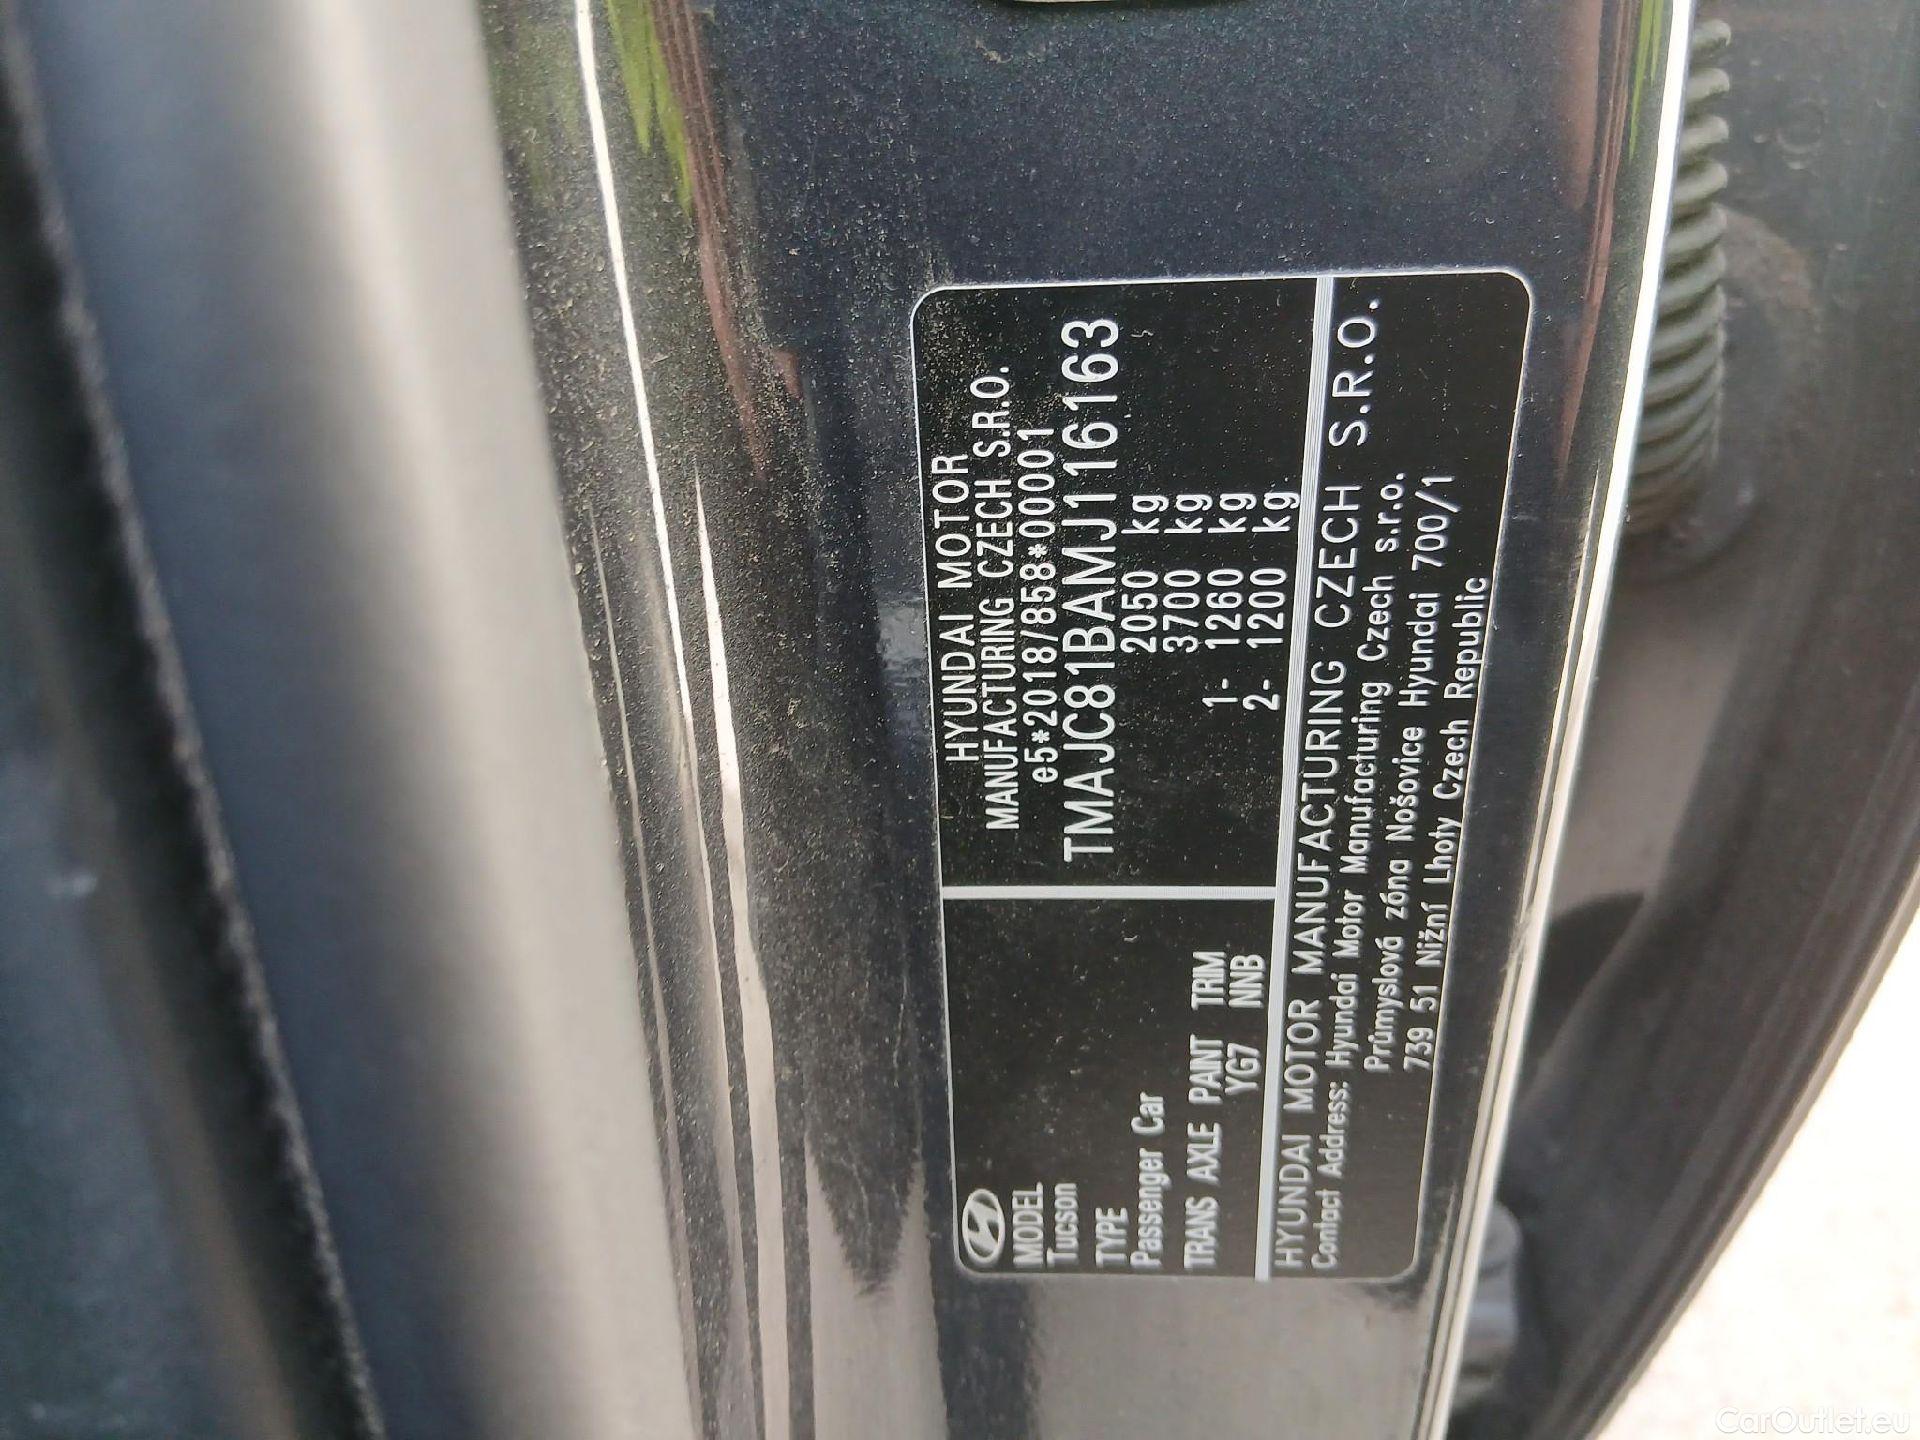 HYUNDAI MOTOR
MANUFACTURING CZECH S.R.O.
e5*2018/858*00001
TMAJC81BAMJ116163
2050 kg
3700 kg
1- 1260 kg
2- 1200 kg
MODEL
Tucson
TYPE
Passenger Car
TRANS AXLE PAINT TRIM
YG7 NNB
HYUNDAI MOTOR MANUFACTURING CZECH S.R.O.
Contact Address: Hyundai Motor Manufacturing Czech s.r.o.
Průmyslová zóna Nošovice Hyundai 700/1
739 51 Nižní Lhoty Czech Republic
CarOutlet.eu